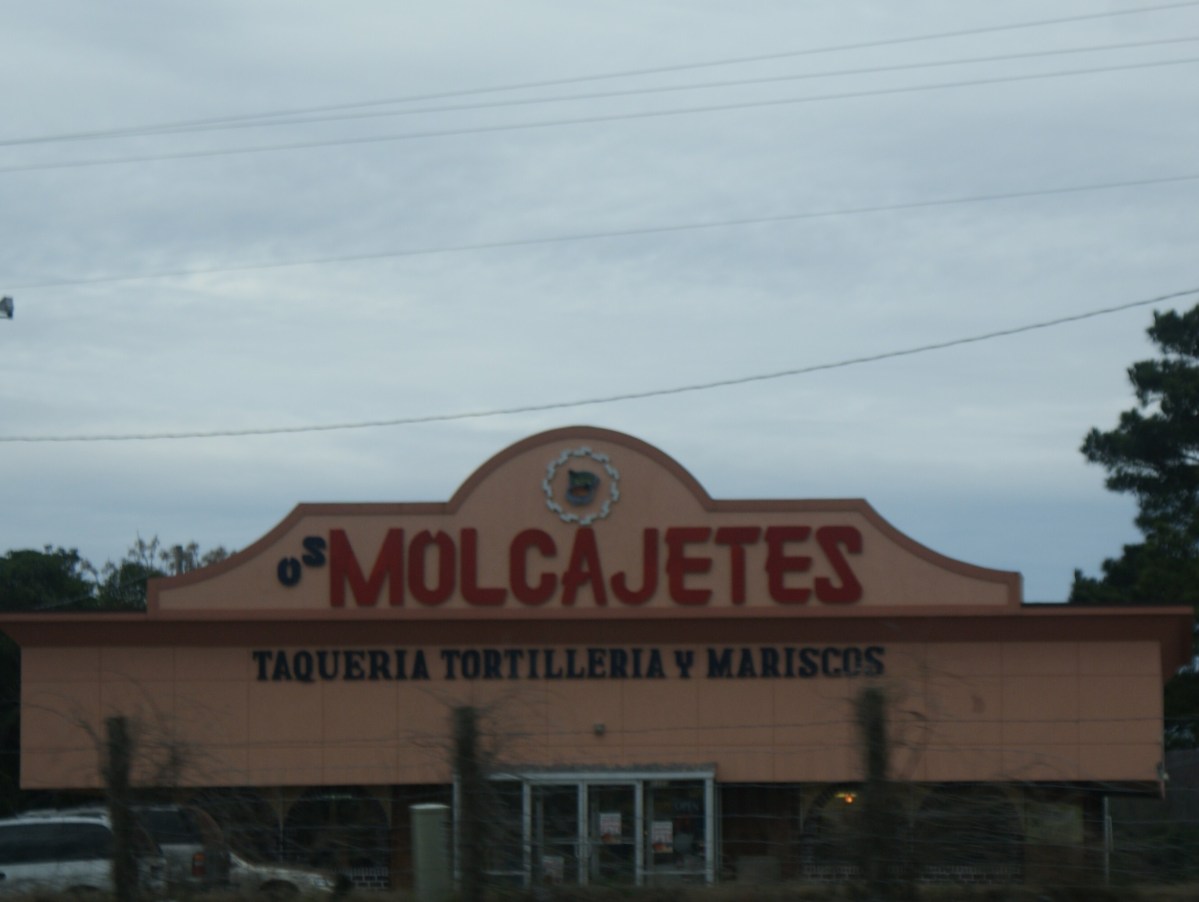 OS MOLCAJETES
TAQUERIA TORTILLERIA Y MARISCOS